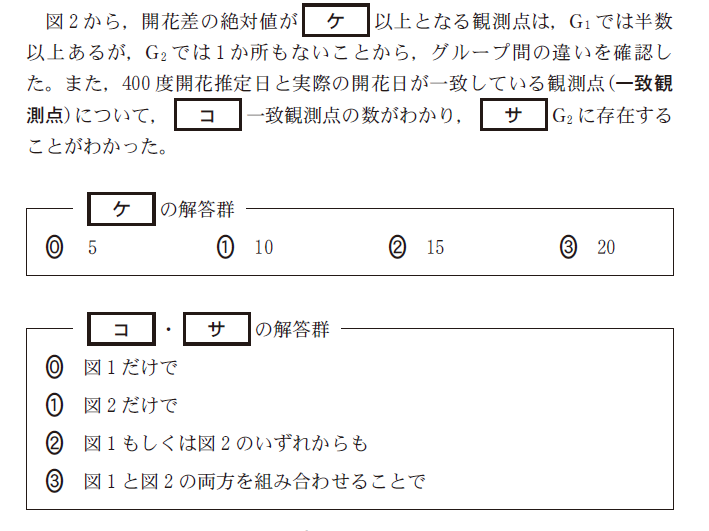 図2から，開花差の絶対値が ケ 以上となる観測点は，G₁では半数
以上あるが，G₂では1か所もないことから，グループ間の違いを確認し
た。また，400度開花推定日と実際の開花日が一致している観測点(一致観
測点)について， コ 一致観測点の数がわかり， サ G₂に存在する
ことがわかった。
ケ の解答群
⓪ 5 ① 10 ② 15 ③ 20
コ ・ サ の解答群
⓪ 図1だけで
① 図2だけで
② 図1もしくは図2のいずれからも
③ 図1と図2の両方を組み合わせることで